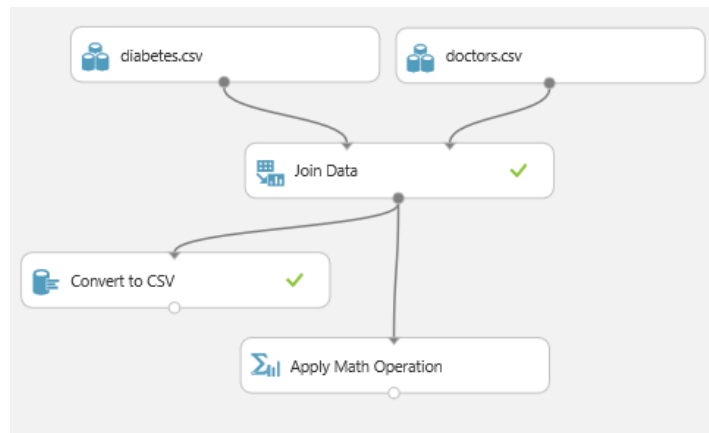 diabetes.csv
doctors.csv
Join Data
Convert to CSV
Apply Math Operation